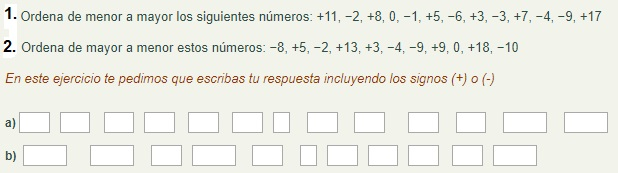 1. Ordena de menor a mayor los siguientes números: +11, −2, +8, 0, −1, +5, −6, +3, −3, +7, −4, −9, +17
2. Ordena de mayor a menor estos números: −8, +5, −2, +13, +3, −4, −9, +9, 0, +18, −10
En este ejercicio te pedimos que escribas tu respuesta incluyendo los signos (+) o (-)
a)
b)